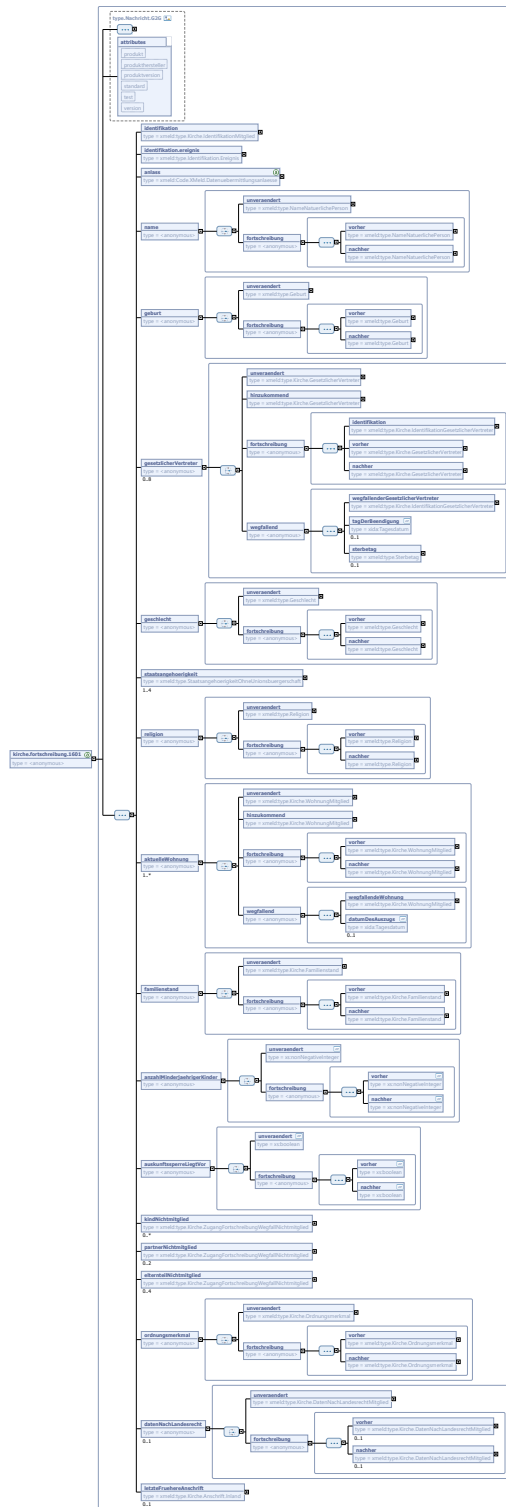 type.Nachricht.G2G
attributes
produkt
produkthersteller
produktversion
standard
test
version
identifikation
type = xmeld:type.Kirche.IdentifikationMitglied
identifikation.ereignis
type = xmeld:type.Identifikation.Ereignis
anlass
type = xmeld:Code.XMeld.Datenuebermittlungsanlaesse
unveraendert
type = xmeld:type.NameNatuerlichePerson
name
type = <anonymous>
fortschreibung
type = <anonymous>
vorher
type = xmeld:type.NameNatuerlichePerson
nachher
type = xmeld:type.NameNatuerlichePerson
unveraendert
type = xmeld:type.Geburt
geburt
type = <anonymous>
fortschreibung
type = <anonymous>
vorher
type = xmeld:type.Geburt
nachher
type = xmeld:type.Geburt
unveraendert
type = xmeld:type.Kirche.GesetzlicherVertreter
hinzukommend
type = xmeld:type.Kirche.GesetzlicherVertreter
gesetzlicherVertreter
type = <anonymous>
0..8
fortschreibung
type = <anonymous>
identifikation
type = xmeld:type.Kirche.IdentifikationGesetzlicherVertreter
vorher
type = xmeld:type.Kirche.GesetzlicherVertreter
nachher
type = xmeld:type.Kirche.GesetzlicherVertreter
wegfallend
type = <anonymous>
wegfallenderGesetzlicherVertreter
type = xmeld:type.Kirche.IdentifikationGesetzlicherVertreter
tagDerBeendigung
type = xida:Tagesdatum
0..1
sterbetag
type = xmeld:type.Sterbetag
0..1
unveraendert
type = xmeld:type.Geschlecht
geschlecht
type = <anonymous>
fortschreibung
type = <anonymous>
vorher
type = xmeld:type.Geschlecht
nachher
type = xmeld:type.Geschlecht
staatsangehoerigkeit
type = xmeld:type.StaatsangehoerigkeitOhneUnionsbuergerschaft
1..4
unveraendert
type = xmeld:type.Religion
religion
type = <anonymous>
fortschreibung
type = <anonymous>
vorher
type = xmeld:type.Religion
nachher
type = xmeld:type.Religion
kirche.fortschreibung.1601
type = <anonymous>
unveraendert
type = xmeld:type.Kirche.WohnungMitglied
hinzukommend
type = xmeld:type.Kirche.WohnungMitglied
aktuelleWohnung
type = <anonymous>
1..*
fortschreibung
type = <anonymous>
vorher
type = xmeld:type.Kirche.WohnungMitglied
nachher
type = xmeld:type.Kirche.WohnungMitglied
wegfallend
type = <anonymous>
wegfallendeWohnung
type = xmeld:type.Kirche.WohnungMitglied
datumDesAuszugs
type = xida:Tagesdatum
0..1
unveraendert
type = xmeld:type.Kirche.Familienstand
familienstand
type = <anonymous>
fortschreibung
type = <anonymous>
vorher
type = xmeld:type.Kirche.Familienstand
nachher
type = xmeld:type.Kirche.Familienstand
unveraendert
type = xs:nonNegativeInteger
anzahlMinderjaehrigerKinder
type = <anonymous>
fortschreibung
type = <anonymous>
vorher
type = xs:nonNegativeInteger
nachher
type = xs:nonNegativeInteger
unveraendert
type = xs:boolean
auskunftssperreLiegtVor
type = <anonymous>
fortschreibung
type = <anonymous>
vorher
type = xs:boolean
nachher
type = xs:boolean
kindNichtmitglied
type = xmeld:type.Kirche.ZugangFortschreibungWegfallNichtmitglied
0..*
partnerNichtmitglied
type = xmeld:type.Kirche.ZugangFortschreibungWegfallNichtmitglied
0..2
elternteilNichtmitglied
type = xmeld:type.Kirche.ZugangFortschreibungWegfallNichtmitglied
0..4
unveraendert
type = xmeld:type.Kirche.Ordnungsmerkmal
ordnungsmerkmal
type = <anonymous>
fortschreibung
type = <anonymous>
vorher
type = xmeld:type.Kirche.Ordnungsmerkmal
nachher
type = xmeld:type.Kirche.Ordnungsmerkmal
unveraendert
type = xmeld:type.Kirche.DatenNachLandesrechtMitglied
datenNachLandesrecht
type = <anonymous>
0..1
fortschreibung
type = <anonymous>
vorher
type = xmeld:type.Kirche.DatenNachLandesrechtMitglied
0..1
nachher
type = xmeld:type.Kirche.DatenNachLandesrechtMitglied
0..1
letzteFruehereAnschrift
type = xmeld:type.Kirche.Anschrift.Inland
0..1